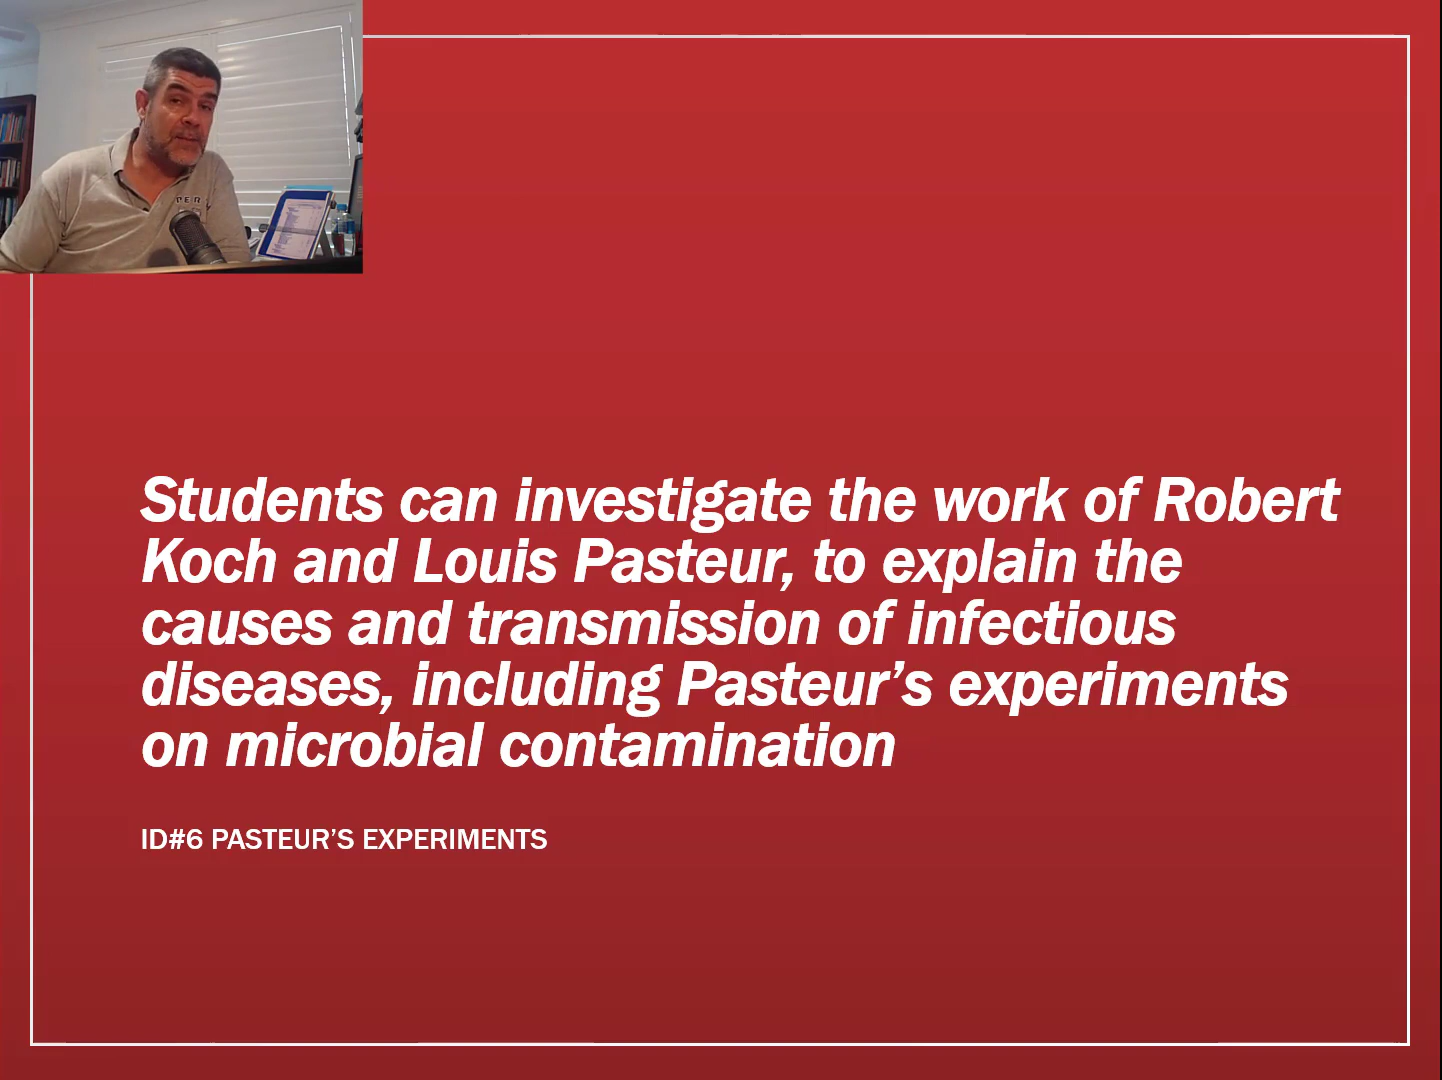 Students can investigate the work of Robert
Koch and Louis Pasteur, to explain the
causes and transmission of infectious
diseases, including Pasteur’s experiments
on microbial contamination
ID#6 PASTEUR’S EXPERIMENTS